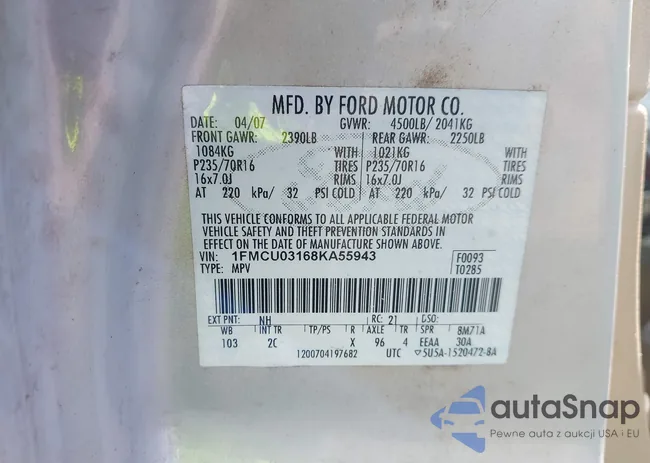 MFD. BY FORD MOTOR CO.
DATE: 04/07 GVWR: 4500LB/ 2041KG
FRONT GAWR: 2390LB REAR GAWR: 2250LB
1084KG WITH 1021KG WITH
P235/70R16 TIRES P235/70R16 TIRES
16x7.0J RIMS 16x7.0J RIMS
AT 220 kPa/ 32 PSI COLD AT 220 kPa/ 32 PSI COLD
THIS VEHICLE CONFORMS TO ALL APPLICABLE FEDERAL MOTOR
VEHICLE SAFETY AND THEFT PREVENTION STANDARDS IN
EFFECT ON THE DATE OF MANUFACTURE SHOWN ABOVE.
VIN: 1FMCU03168KA55943 F0093
TYPE: MPV T0285
EXT PNT: NH RC: 21 DSO:
WB INT TR TP/PS R AXLE TR SPR 8M71A
103 2C X 96 4 EEAA 30A
1200704197682 UTC 5U5A-1520472-BA
autoSnap
Pewne auta z aukcji USA i EU